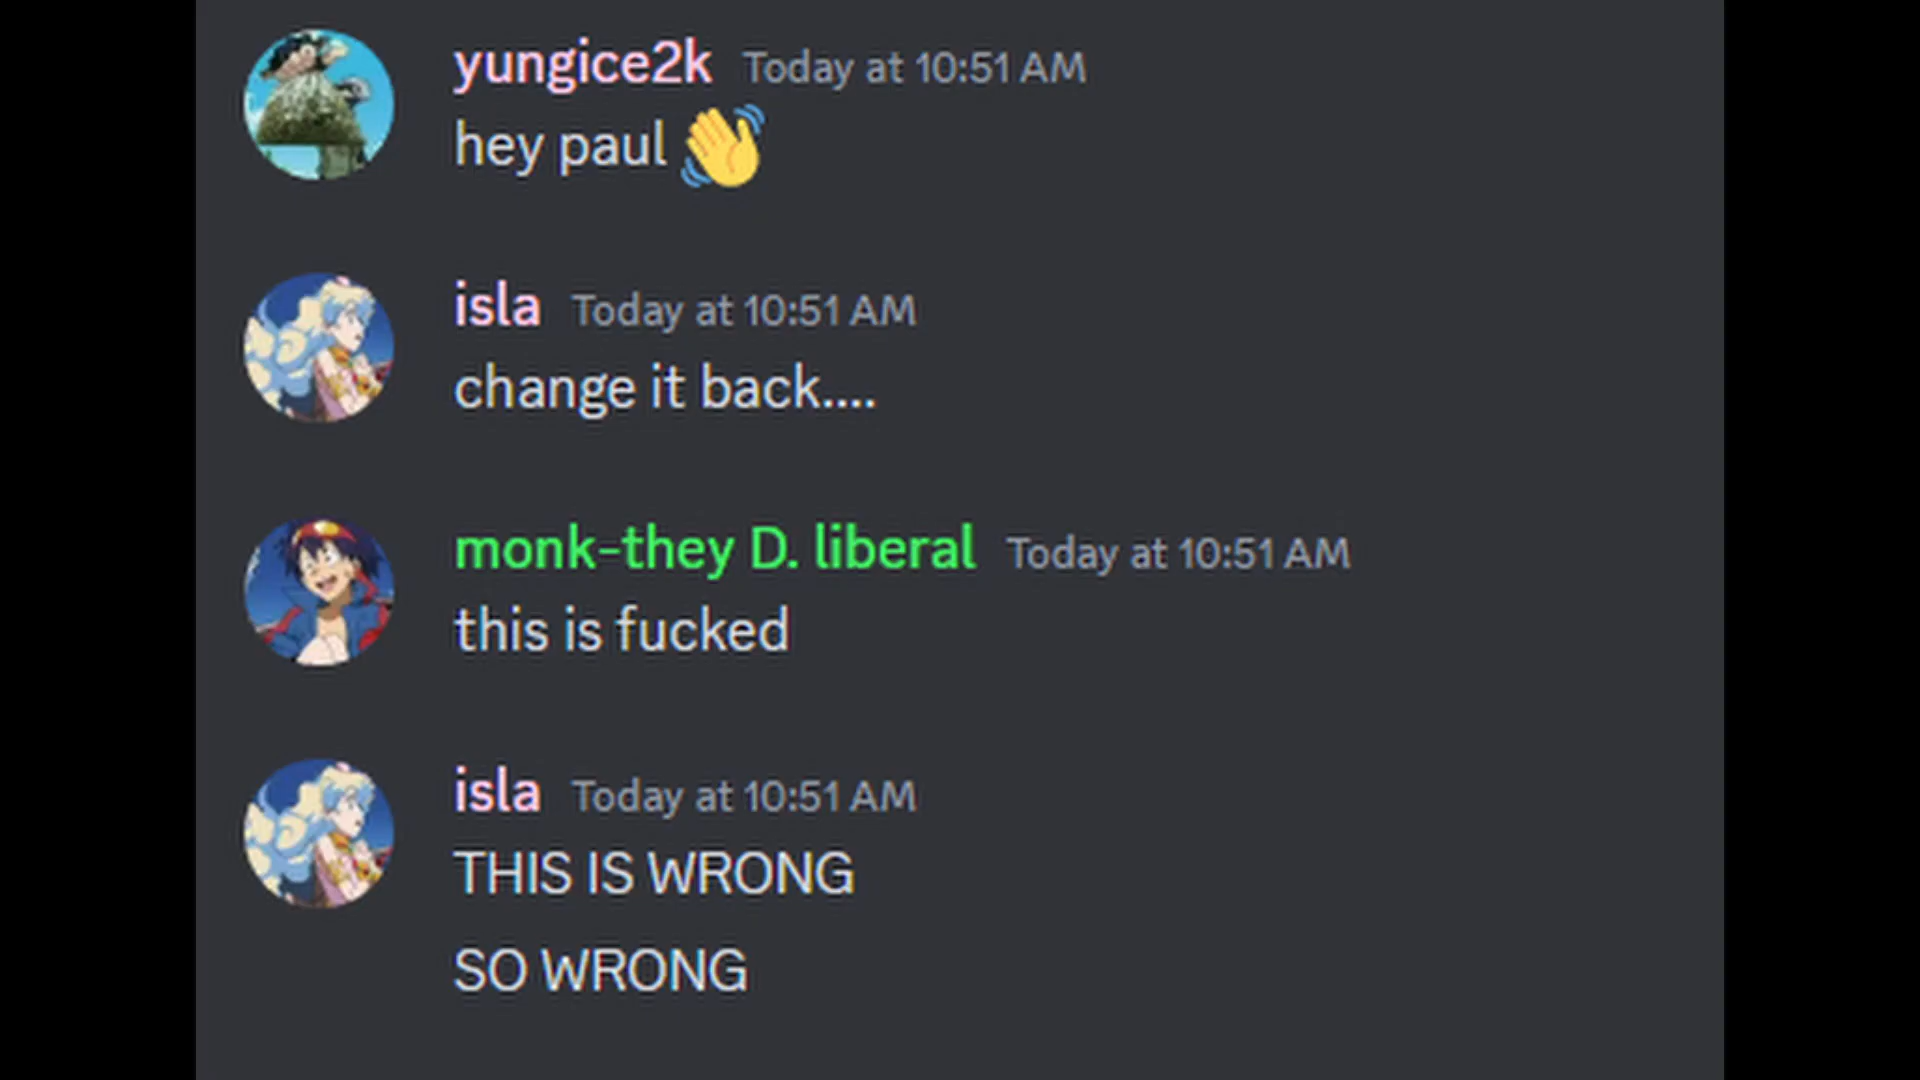 yungice2k Today at 10:51 AM
hey paul 👋
isla Today at 10:51 AM
change it back....
monk-they D. liberal Today at 10:51 AM
this is fucked
isla Today at 10:51 AM
THIS IS WRONG
SO WRONG